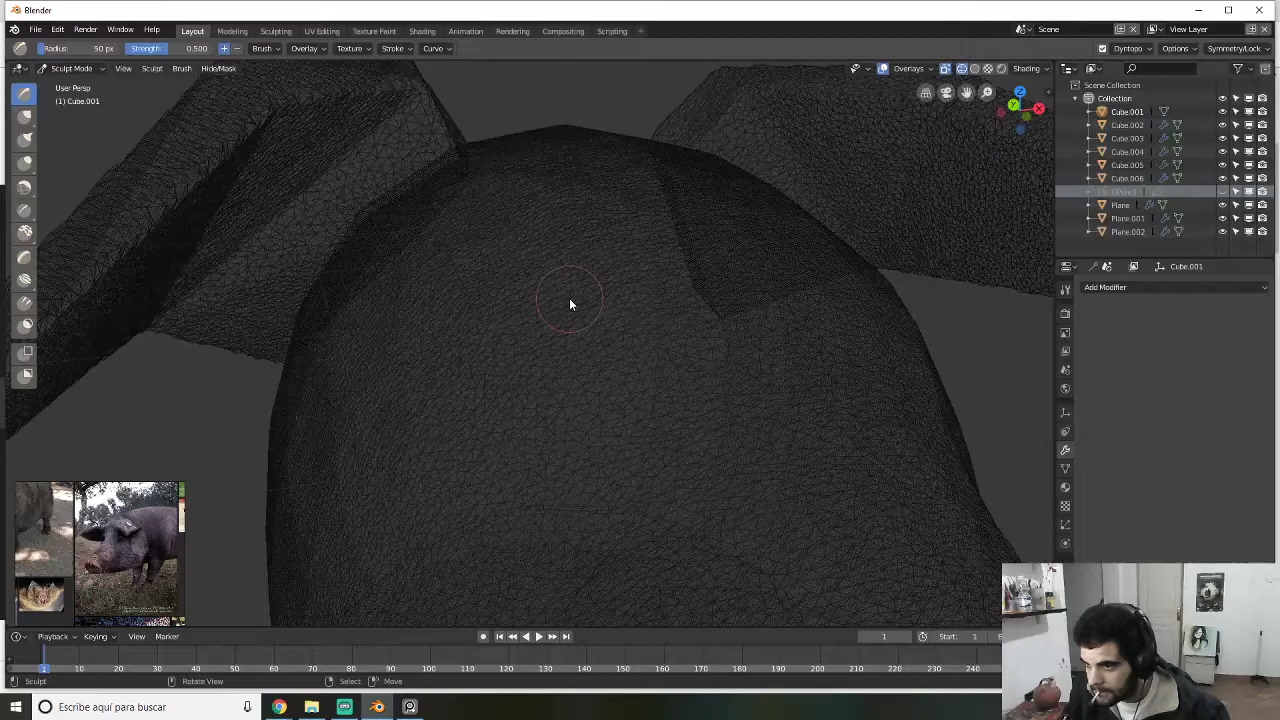 Blender
File Edit Render Window Help Layout Modeling Sculpting UV Editing Texture Paint Shading Animation Rendering Compositing Scripting + Scene View Layer
Radius: 50 px Strength: 0.500 + - Brush Overlay Texture Stroke Curve Dyntopo Options Symmetry/Lock
Sculpt Mode View Sculpt Brush Hide/Mask Overlays Shading
User Persp
(1) Cube.001
Z
Y
X
Scene Collection
Collection
Cube.001
Cube.002
Cube.003
Cube.004
Cube.005
Cube.006
GPencil
Plane
Plane.001
Plane.002
Cube.001
Add Modifier
Playback Keying View Marker 1 Start: 1
1 10 20 30 40 50 60 70 80 90 100 110 120 130 140 150 160 170 180 190 200 210 220 230 240
Sculpt Rotate View Select Move
Escribe aquí para buscar